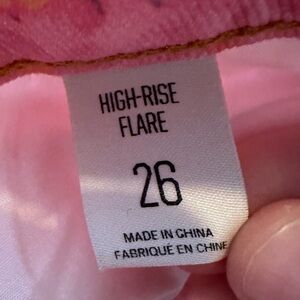 HIGH-RISE
FLARE
26
MADE IN CHINA
FABRIQUÉ EN CHINE